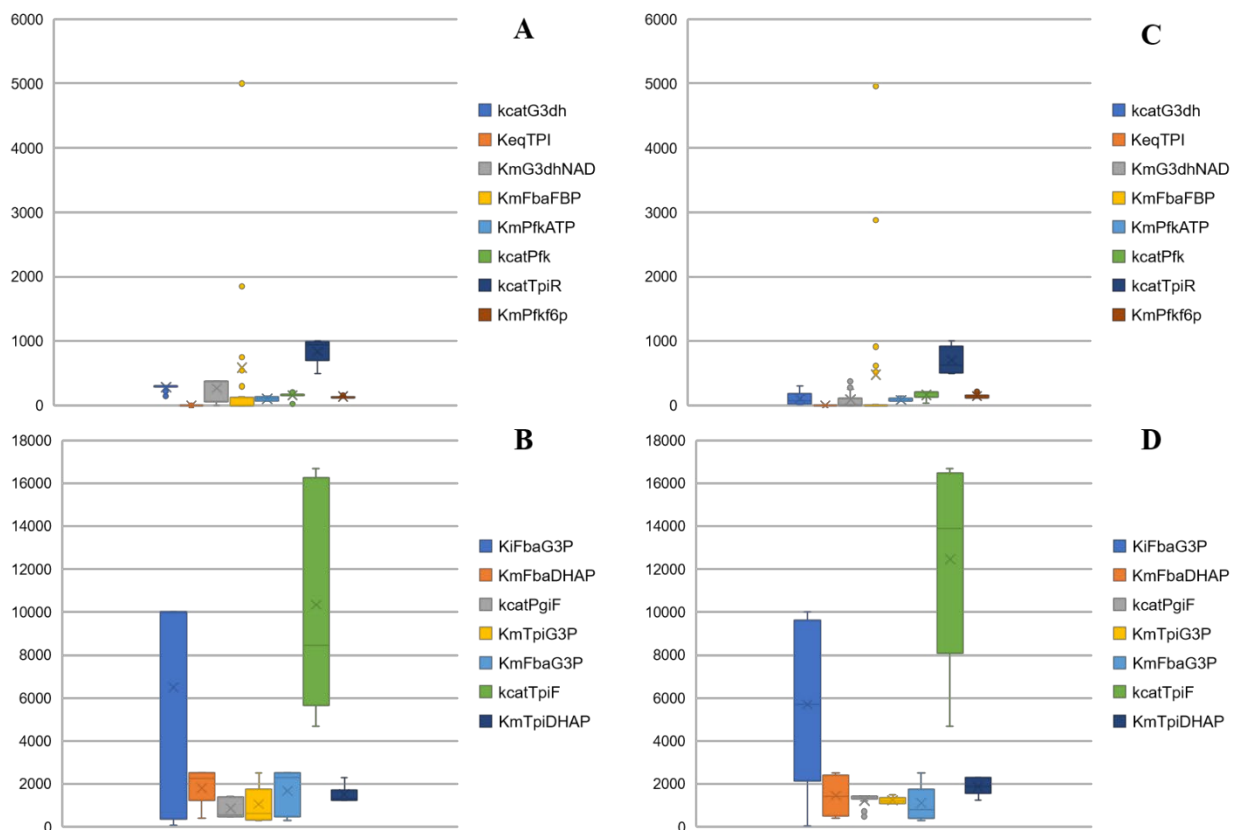 6000
5000
4000
3000
2000
1000
0
A
kcatG3dh
KeqTPI
KmG3dhNAD
KmFbaFBP
KmPfkATP
kcatPfk
kcatTpiR
KmPfkf6p
6000
5000
4000
3000
2000
1000
0
C
kcatG3dh
KeqTPI
KmG3dhNAD
KmFbaFBP
KmPfkATP
kcatPfk
kcatTpiR
KmPfkf6p
18000
16000
14000
12000
10000
8000
6000
4000
2000
0
B
KiFbaG3P
KmFbaDHAP
kcatPgiF
KmTpiG3P
KmFbaG3P
kcatTpiF
KmTpiDHAP
18000
16000
14000
12000
10000
8000
6000
4000
2000
0
D
KiFbaG3P
KmFbaDHAP
kcatPgiF
KmTpiG3P
KmFbaG3P
kcatTpiF
KmTpiDHAP